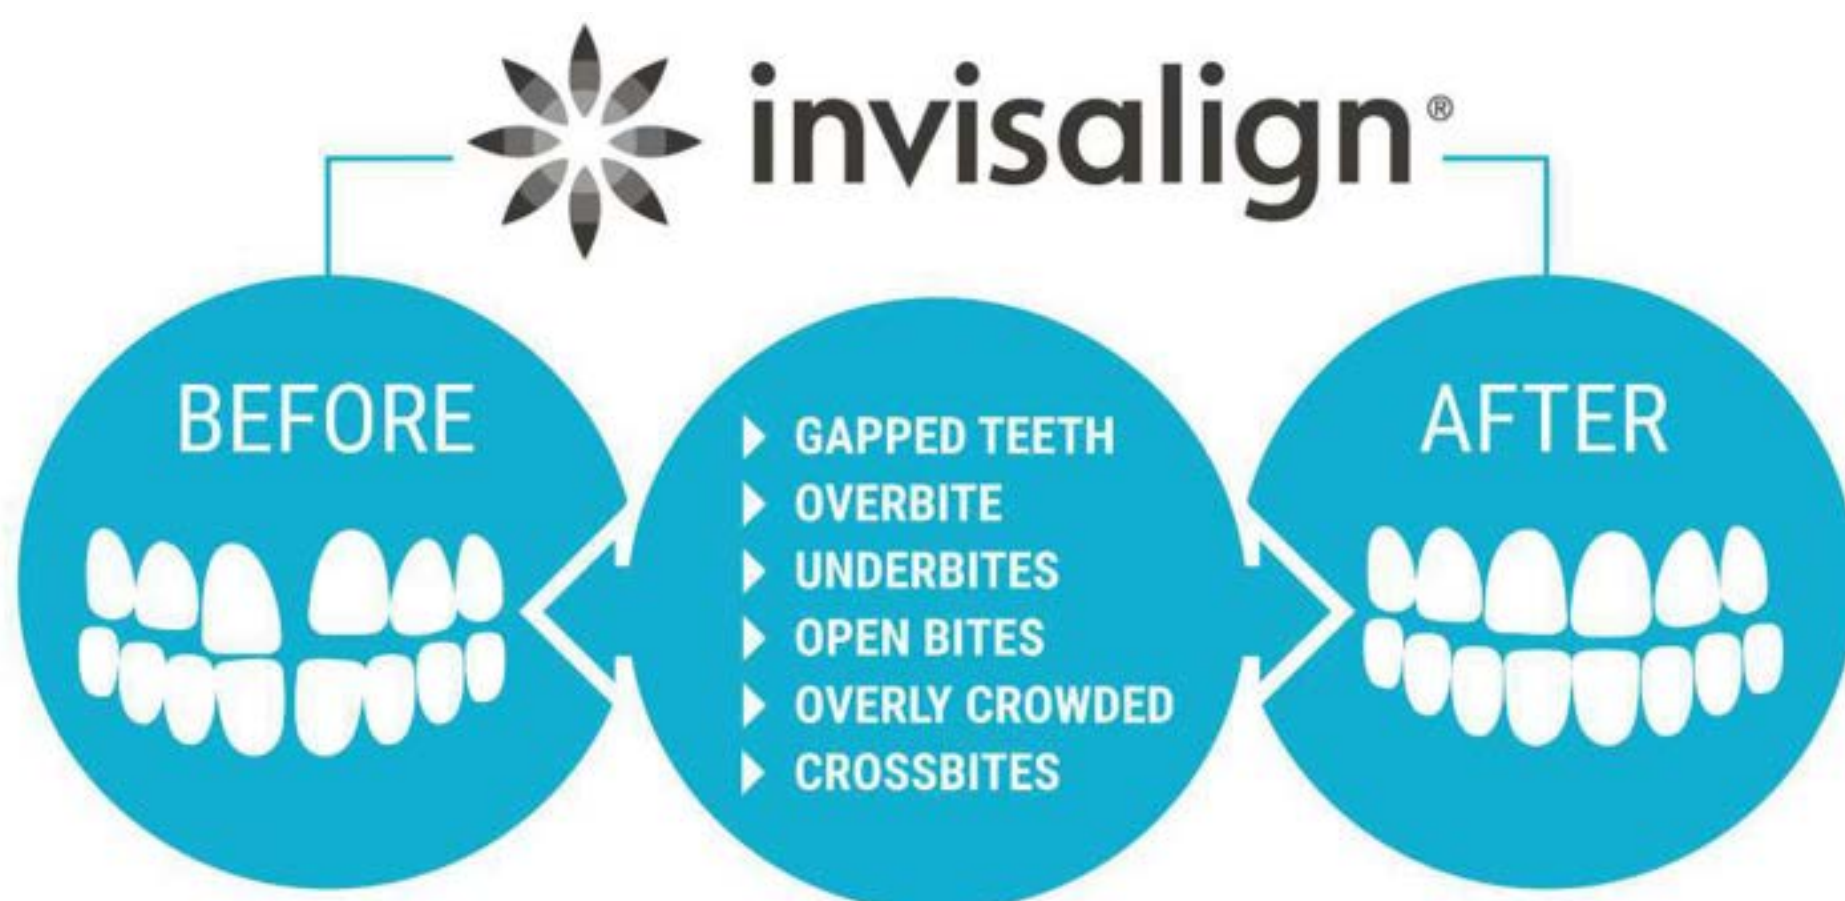 invisalign®
BEFORE
GAPPED TEETH
OVERBITE
UNDERBITES
OPEN BITES
OVERLY CROWDED
CROSSBITES
AFTER